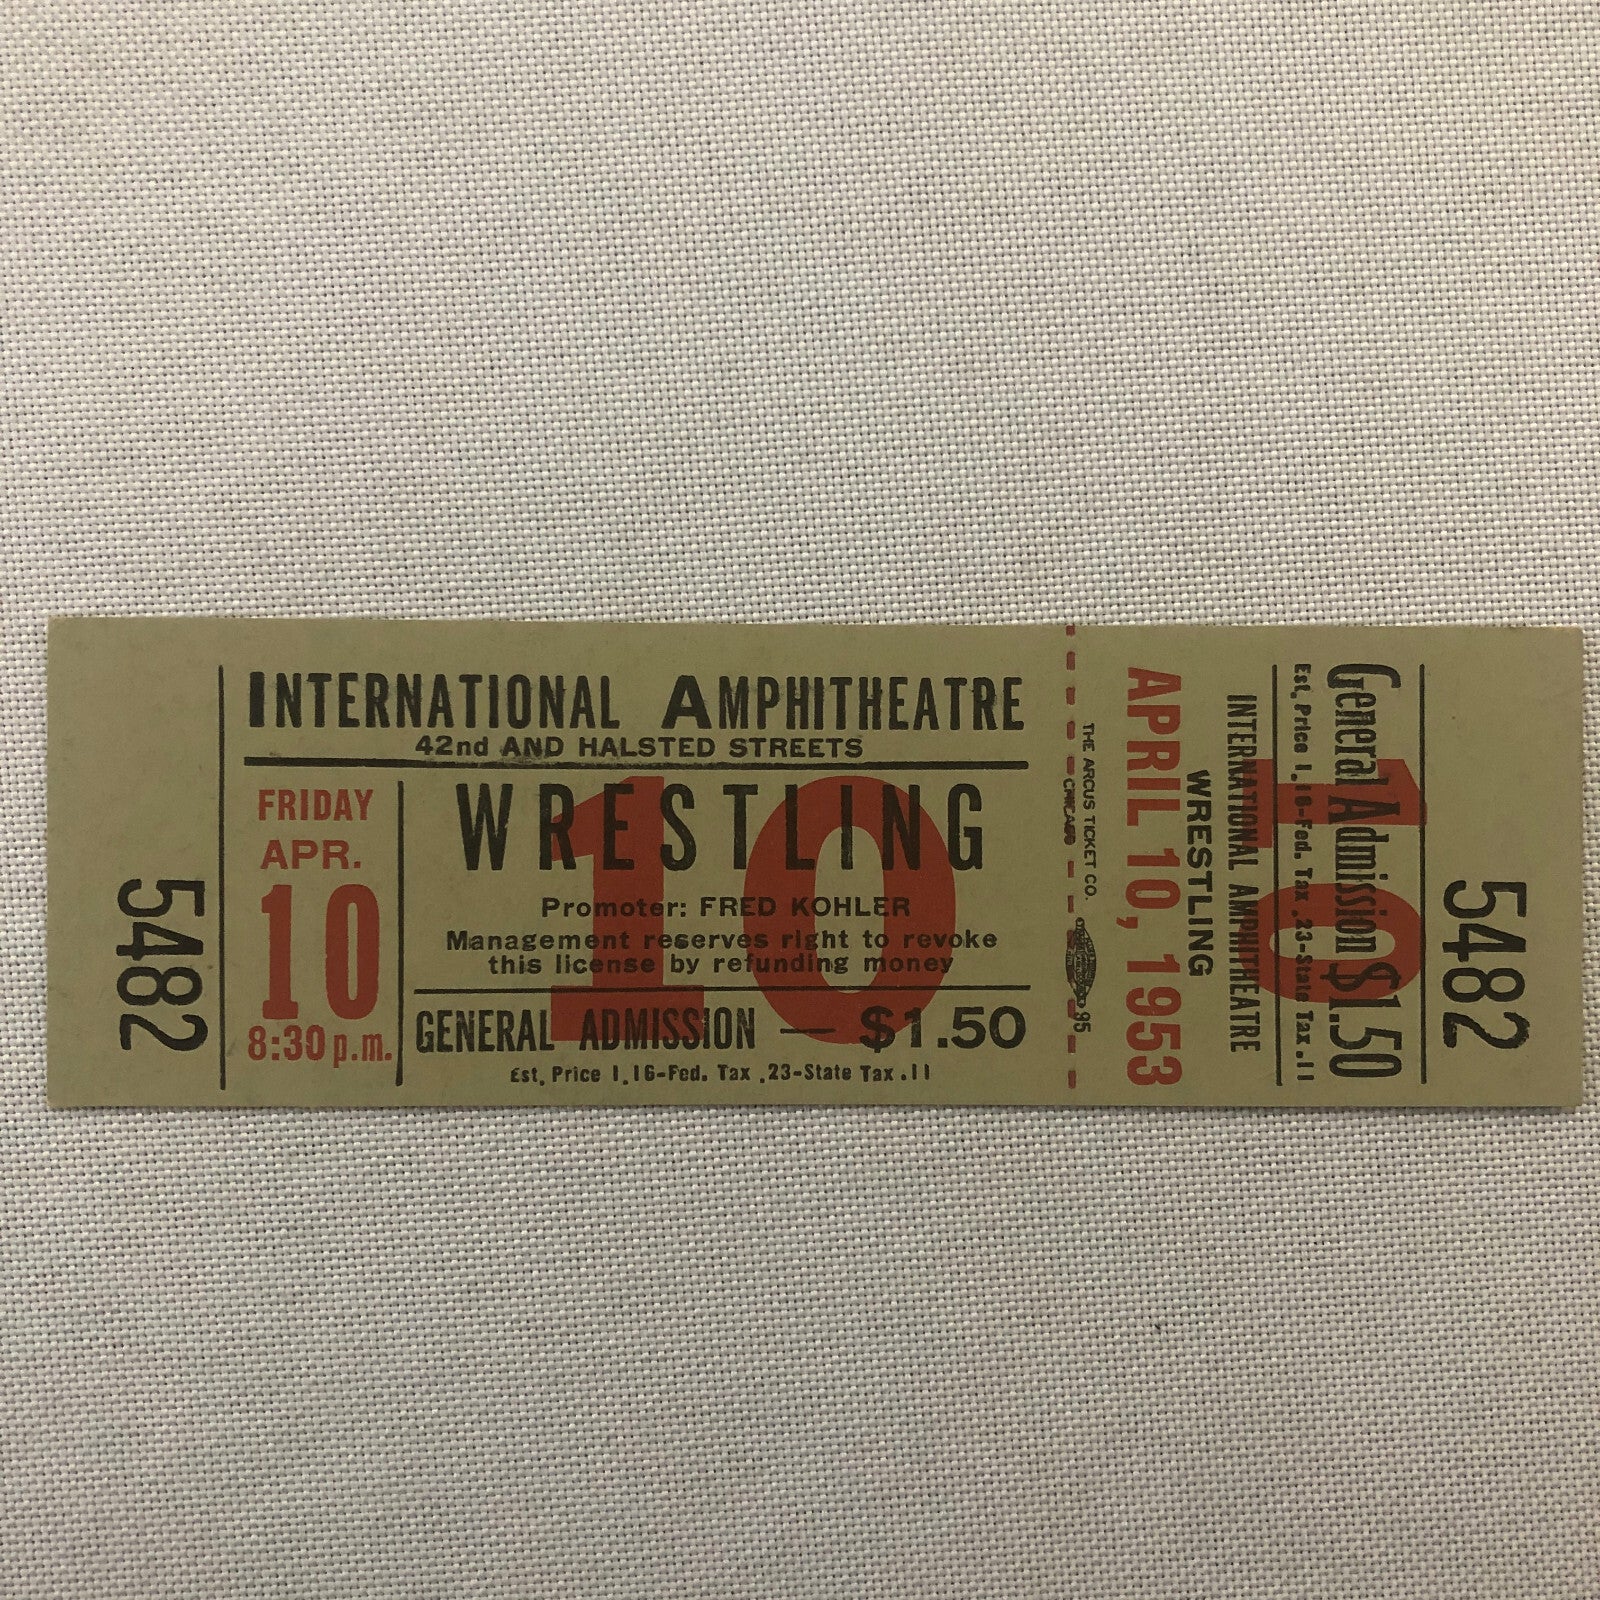 5482
INTERNATIONAL AMPHITHEATRE
42nd AND HALSTED STREETS
FRIDAY
APR.
10
8:30 p.m.
10
WRESTLING
Promoter: FRED KOHLER
Management reserves right to revoke
this license by refunding money
GENERAL ADMISSION — $1.50
Est. Price 1.16-Fed. Tax .23-State Tax .11
THE ARCUS TICKET CO.
CHICAGO
95
APRIL 10, 1953
WRESTLING
INTERNATIONAL AMPHITHEATRE
10
Est. Price 1.16-Fed. Tax .23-State Tax .11
General Admission $1.50
5482